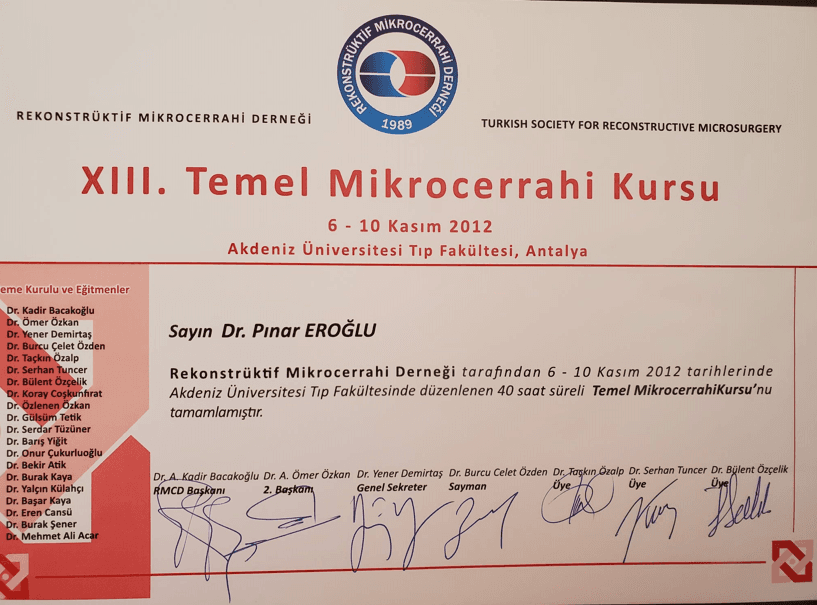 REKONSTRÜKTİF MİKROCERRAHİ DERNEĞİ
1989
REKONSTRÜKTİF MİKROCERRAHİ DERNEĞİ
TURKISH SOCIETY FOR RECONSTRUCTIVE MICROSURGERY
XIII. Temel Mikrocerrahi Kursu
6 - 10 Kasım 2012
Akdeniz Üniversitesi Tıp Fakültesi, Antalya
eme Kurulu ve Eğitmenler
Dr. Kadir Bacakoğlu
Dr. Ömer Özkan
Dr. Yener Demirtaş
Dr. Burcu Çelet Özden
Dr. Taçkın Özalp
Dr. Serhan Tuncer
Dr. Bülent Özçelik
Dr. Koray Coşkunfırat
Dr. Özlenen Özkan
Dr. Gülsüm Tetik
Dr. Serdar Tüzüner
Dr. Barış Yiğit
Dr. Onur Çukurluoğlu
Dr. Bekir Atik
Dr. Burak Kaya
Dr. Yalçın Külahçı
Dr. Başar Kaya
Dr. Eren Cansü
Dr. Burak Şener
Dr. Mehmet Ali Acar
Sayın Dr. Pınar EROĞLU
Rekonstrüktif Mikrocerrahi Derneği tarafından 6 - 10 Kasım 2012 tarihlerinde
Akdeniz Üniversitesi Tıp Fakültesinde düzenlenen 40 saat süreli Temel MikrocerrahiKursu'nu
tamamlamıştır.
Dr. A. Kadir Bacakoğlu Dr. A. Ömer Özkan Dr. Yener Demirtaş Dr. Burcu Celet Özden Dr. Taçkın Özalp Dr. Serhan Tuncer Dr. Bülent Özçelik
RMCD Başkanı 2. Başkanı Genel Sekreter Sayman Üye Üye Üye